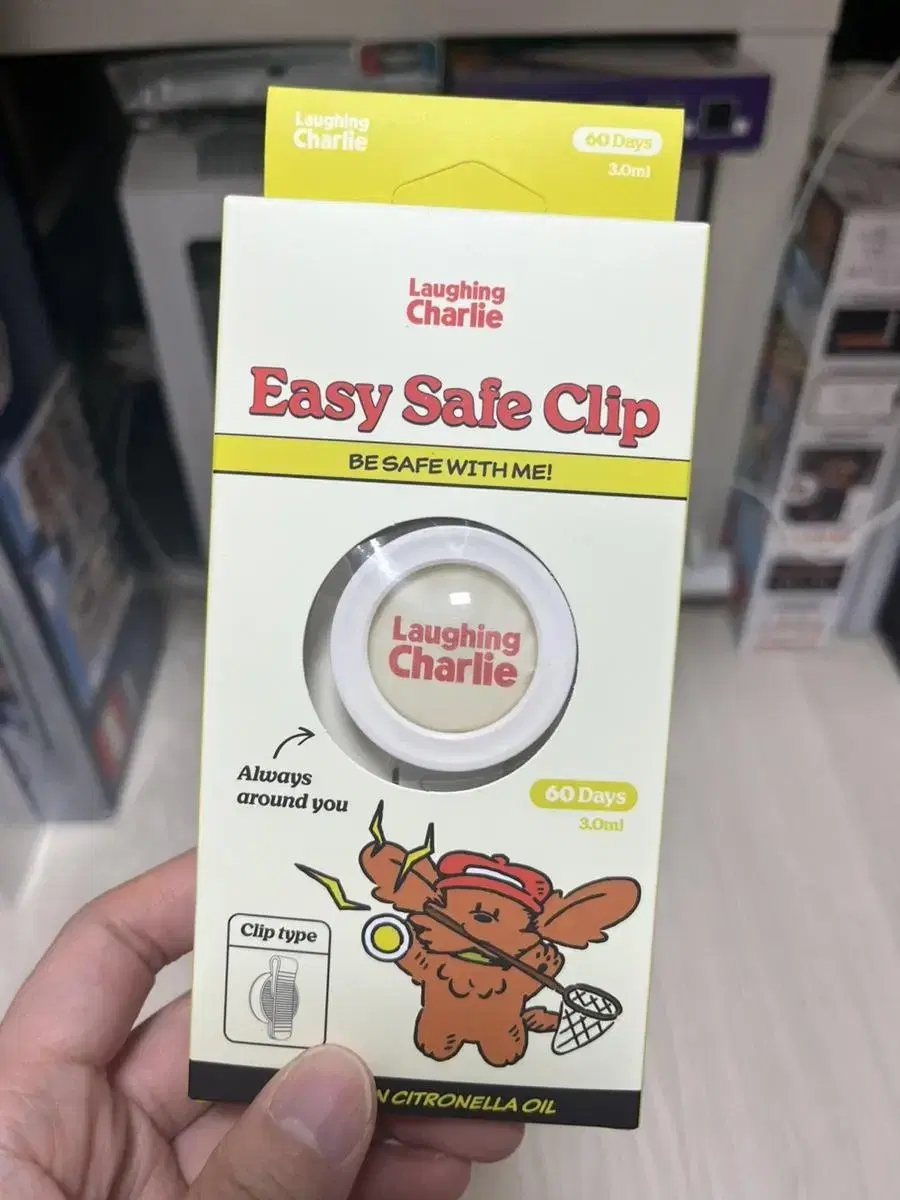 Laughing
Charlie
60 Days
3.0ml
Laughing
Charlie
Easy Safe Clip
BE SAFE WITH ME!
Laughing
Charlie
Always
around you
60 Days
3.0ml
Clip type
CITRONELLA OIL